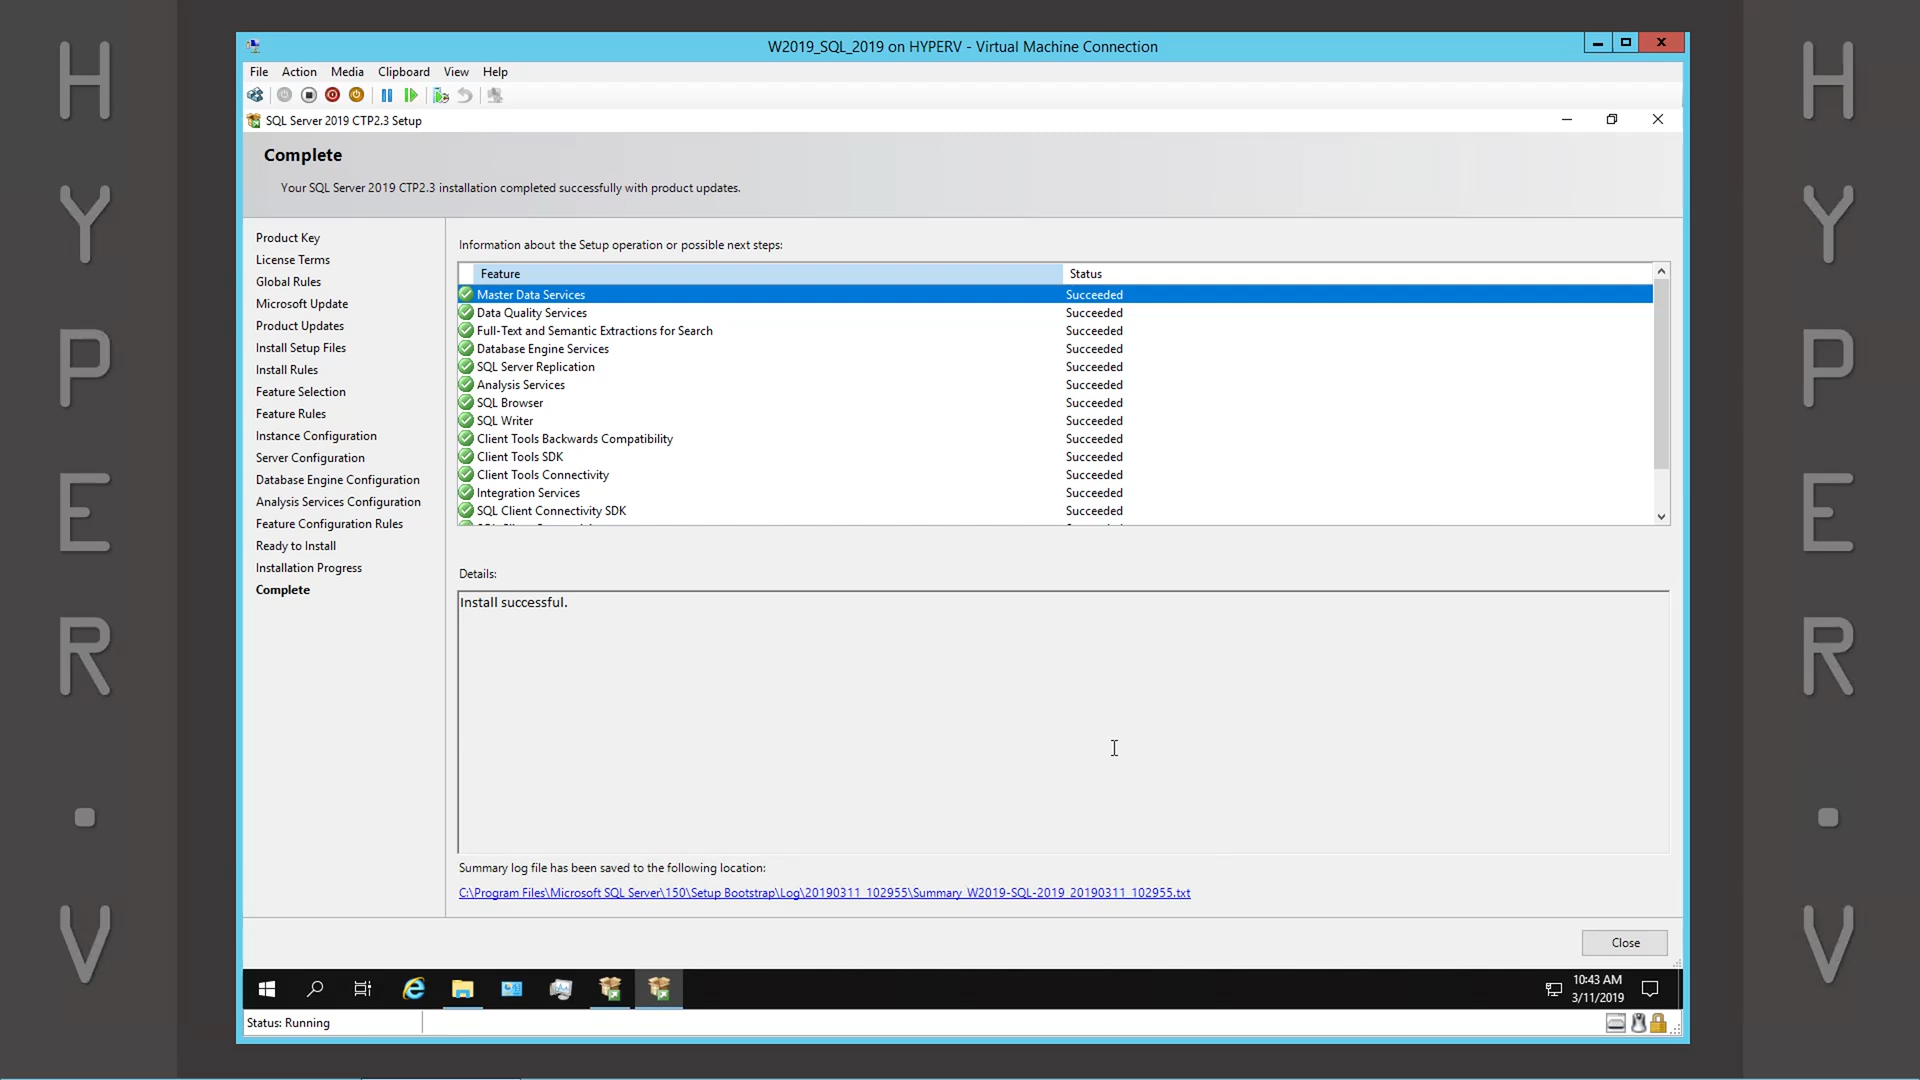 H
Y
P
E
R
·
V
W2019_SQL_2019 on HYPERV - Virtual Machine Connection
File Action Media Clipboard View Help
SQL Server 2019 CTP2.3 Setup
Complete
Your SQL Server 2019 CTP2.3 installation completed successfully with product updates.
Product Key
License Terms
Global Rules
Microsoft Update
Product Updates
Install Setup Files
Install Rules
Feature Selection
Feature Rules
Instance Configuration
Server Configuration
Database Engine Configuration
Analysis Services Configuration
Feature Configuration Rules
Ready to Install
Installation Progress
Complete
Information about the Setup operation or possible next steps:
Feature Status
Master Data Services Succeeded
Data Quality Services Succeeded
Full-Text and Semantic Extractions for Search Succeeded
Database Engine Services Succeeded
SQL Server Replication Succeeded
Analysis Services Succeeded
SQL Browser Succeeded
SQL Writer Succeeded
Client Tools Backwards Compatibility Succeeded
Client Tools SDK Succeeded
Client Tools Connectivity Succeeded
Integration Services Succeeded
SQL Client Connectivity SDK Succeeded
Details:
Install successful.
Summary log file has been saved to the following location:
C:\Program Files\Microsoft SQL Server\150\Setup Bootstrap\Log\20190311_102955\Summary_W2019-SQL-2019_20190311_102955.txt
Close
10:43 AM
3/11/2019
Status: Running
H
Y
P
E
R
·
V